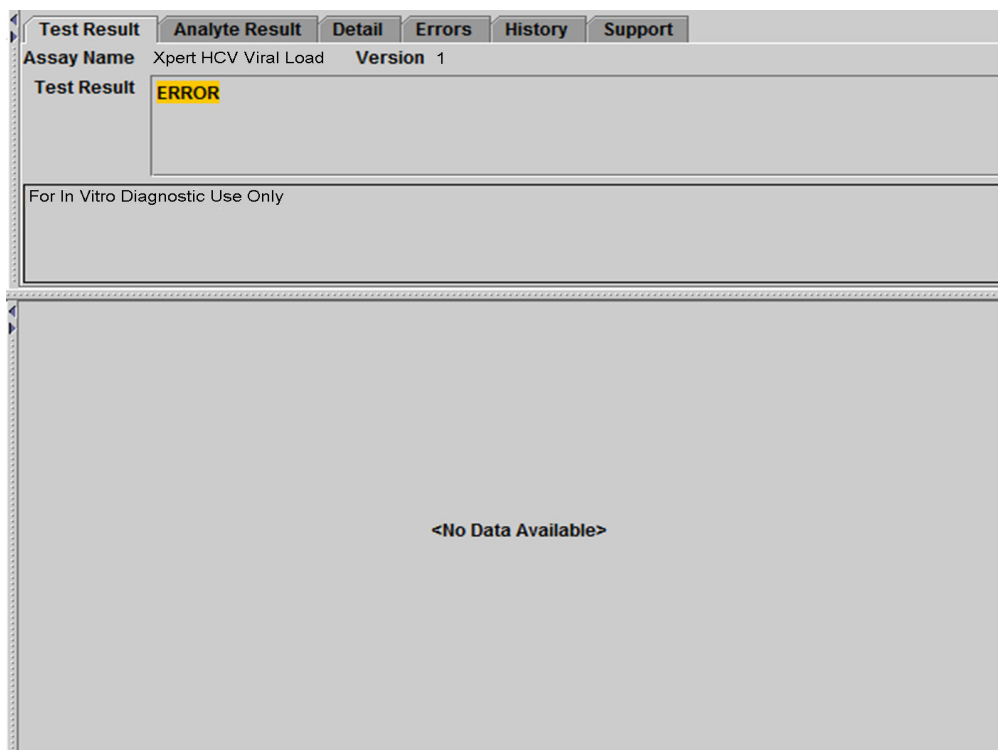 Test Result Analyte Result Detail Errors History Support
Assay Name Xpert HCV Viral Load Version 1
Test Result ERROR
For In Vitro Diagnostic Use Only
<No Data Available>